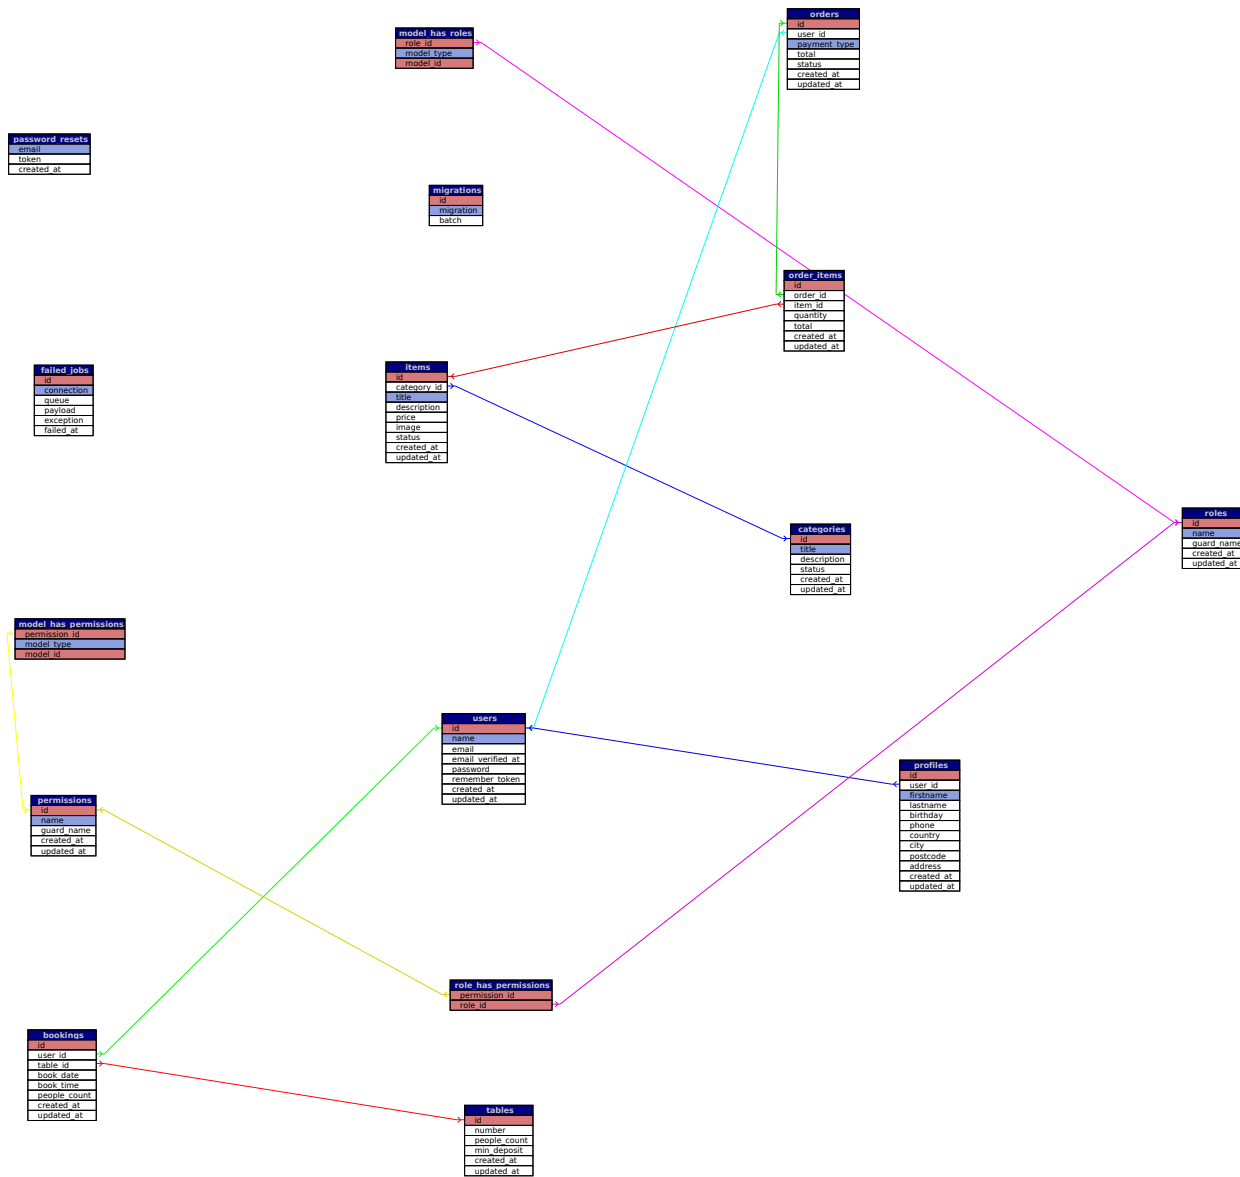 orders
id
user_id
payment_type
total
status
created_at
updated_at
model_has_roles
role_id
model_type
model_id
password_resets
email
token
created_at
migrations
id
migration
batch
order_items
id
order_id
item_id
quantity
total
created_at
updated_at
items
id
category_id
title
description
price
image
status
created_at
updated_at
failed_jobs
id
connection
queue
payload
exception
failed_at
roles
id
name
guard_name
created_at
updated_at
categories
id
title
description
status
created_at
updated_at
model_has_permissions
permission_id
model_type
model_id
users
id
name
email
email_verified_at
password
remember_token
created_at
updated_at
profiles
id
user_id
firstname
lastname
birthday
phone
country
city
postcode
address
created_at
updated_at
permissions
id
name
guard_name
created_at
updated_at
role_has_permissions
permission_id
role_id
bookings
id
user_id
table_id
book_date
book_time
people_count
created_at
updated_at
tables
id
number
people_count
min_deposit
created_at
updated_at